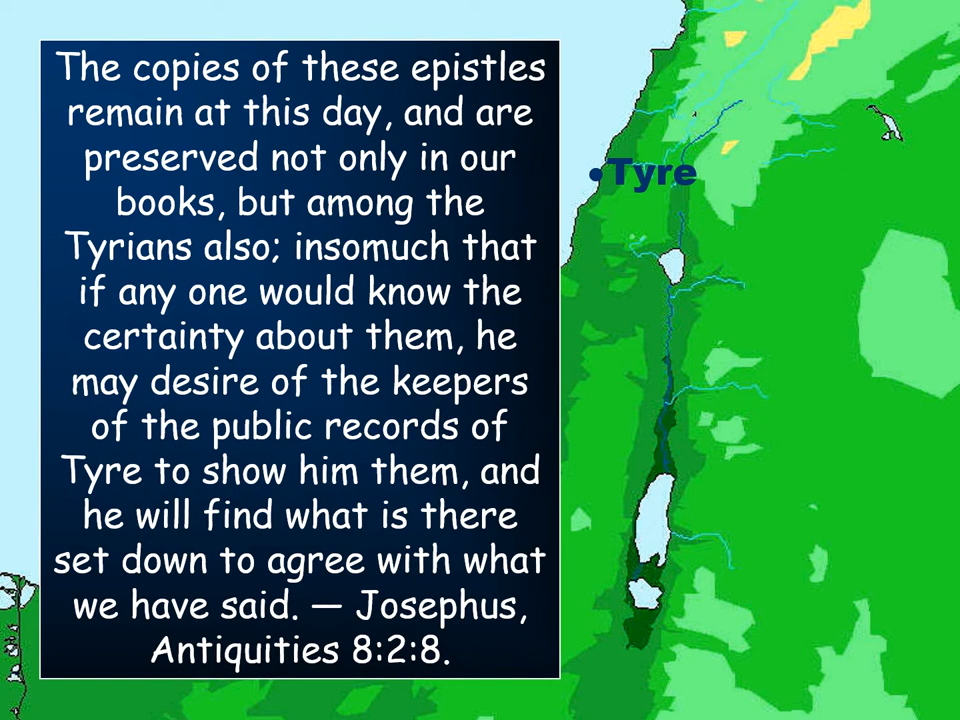 The copies of these epistles
remain at this day, and are
preserved not only in our
books, but among the
Tyrians also; insomuch that
if any one would know the
certainty about them, he
may desire of the keepers
of the public records of
Tyre to show him them, and
he will find what is there
set down to agree with what
we have said. — Josephus,
Antiquities 8:2:8.
•Tyre